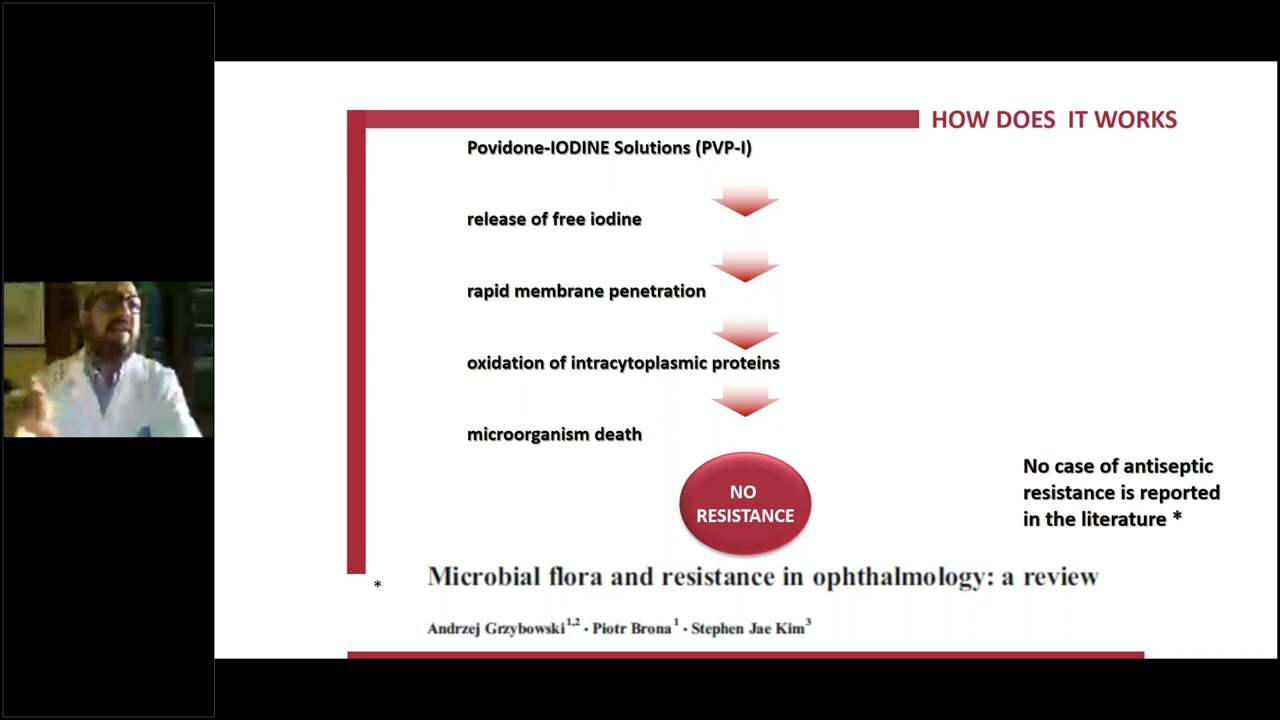 HOW DOES IT WORKS
Povidone-IODINE Solutions (PVP-I)
release of free iodine
rapid membrane penetration
oxidation of intracytoplasmic proteins
microorganism death
NO
RESISTANCE
No case of antiseptic
resistance is reported
in the literature *
* Microbial flora and resistance in ophthalmology: a review
Andrzej Grzybowski1,2 · Piotr Brona1 · Stephen Jae Kim3